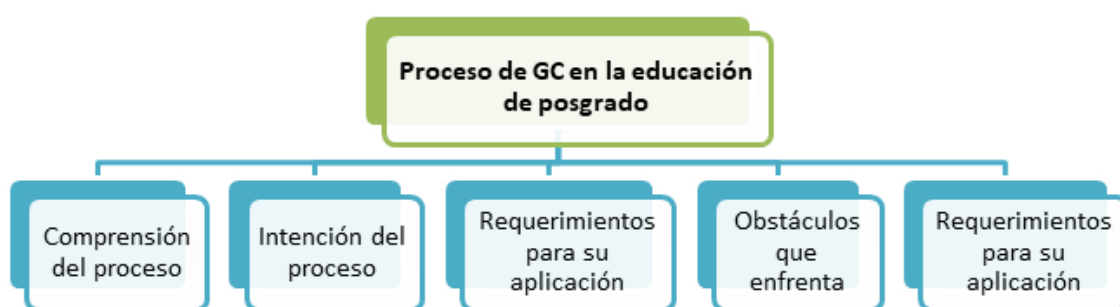 Proceso de GC en la educación
de posgrado
Comprensión
del proceso
Intención del
proceso
Requerimientos
para su
aplicación
Obstáculos
que
enfrenta
Requerimientos
para su
aplicación